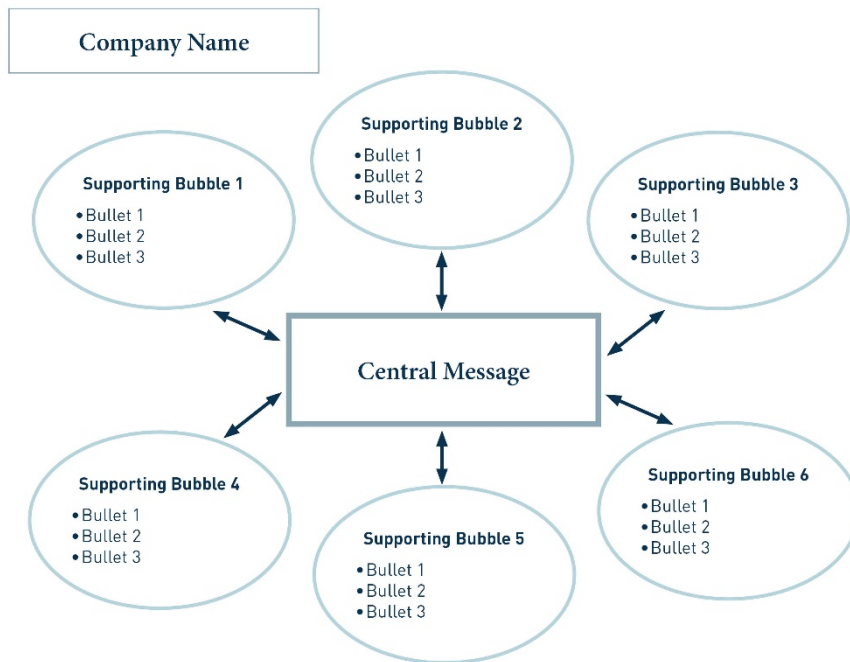 Company Name
Supporting Bubble 1
•Bullet 1
•Bullet 2
•Bullet 3
Supporting Bubble 2
•Bullet 1
•Bullet 2
•Bullet 3
Supporting Bubble 3
•Bullet 1
•Bullet 2
•Bullet 3
Central Message
Supporting Bubble 4
•Bullet 1
•Bullet 2
•Bullet 3
Supporting Bubble 5
•Bullet 1
•Bullet 2
•Bullet 3
Supporting Bubble 6
•Bullet 1
•Bullet 2
•Bullet 3